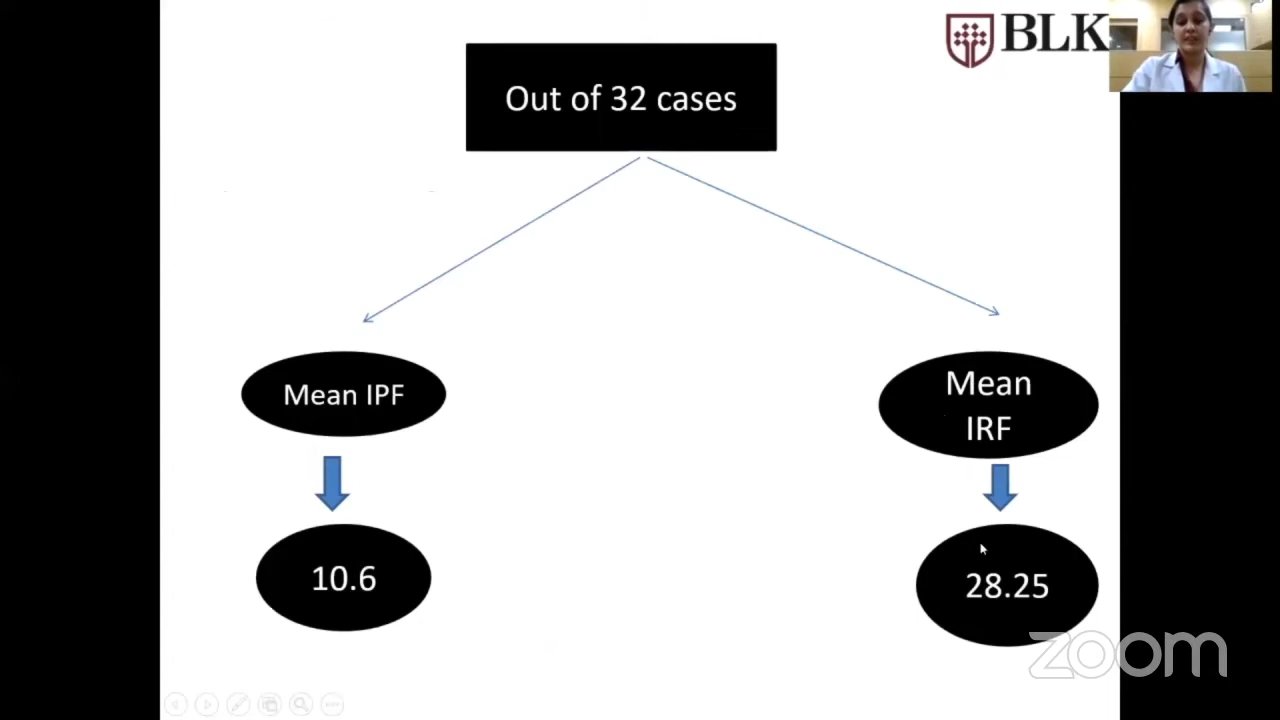 BLK
Out of 32 cases
Mean IPF
Mean
IRF
10.6
28.25
zoom